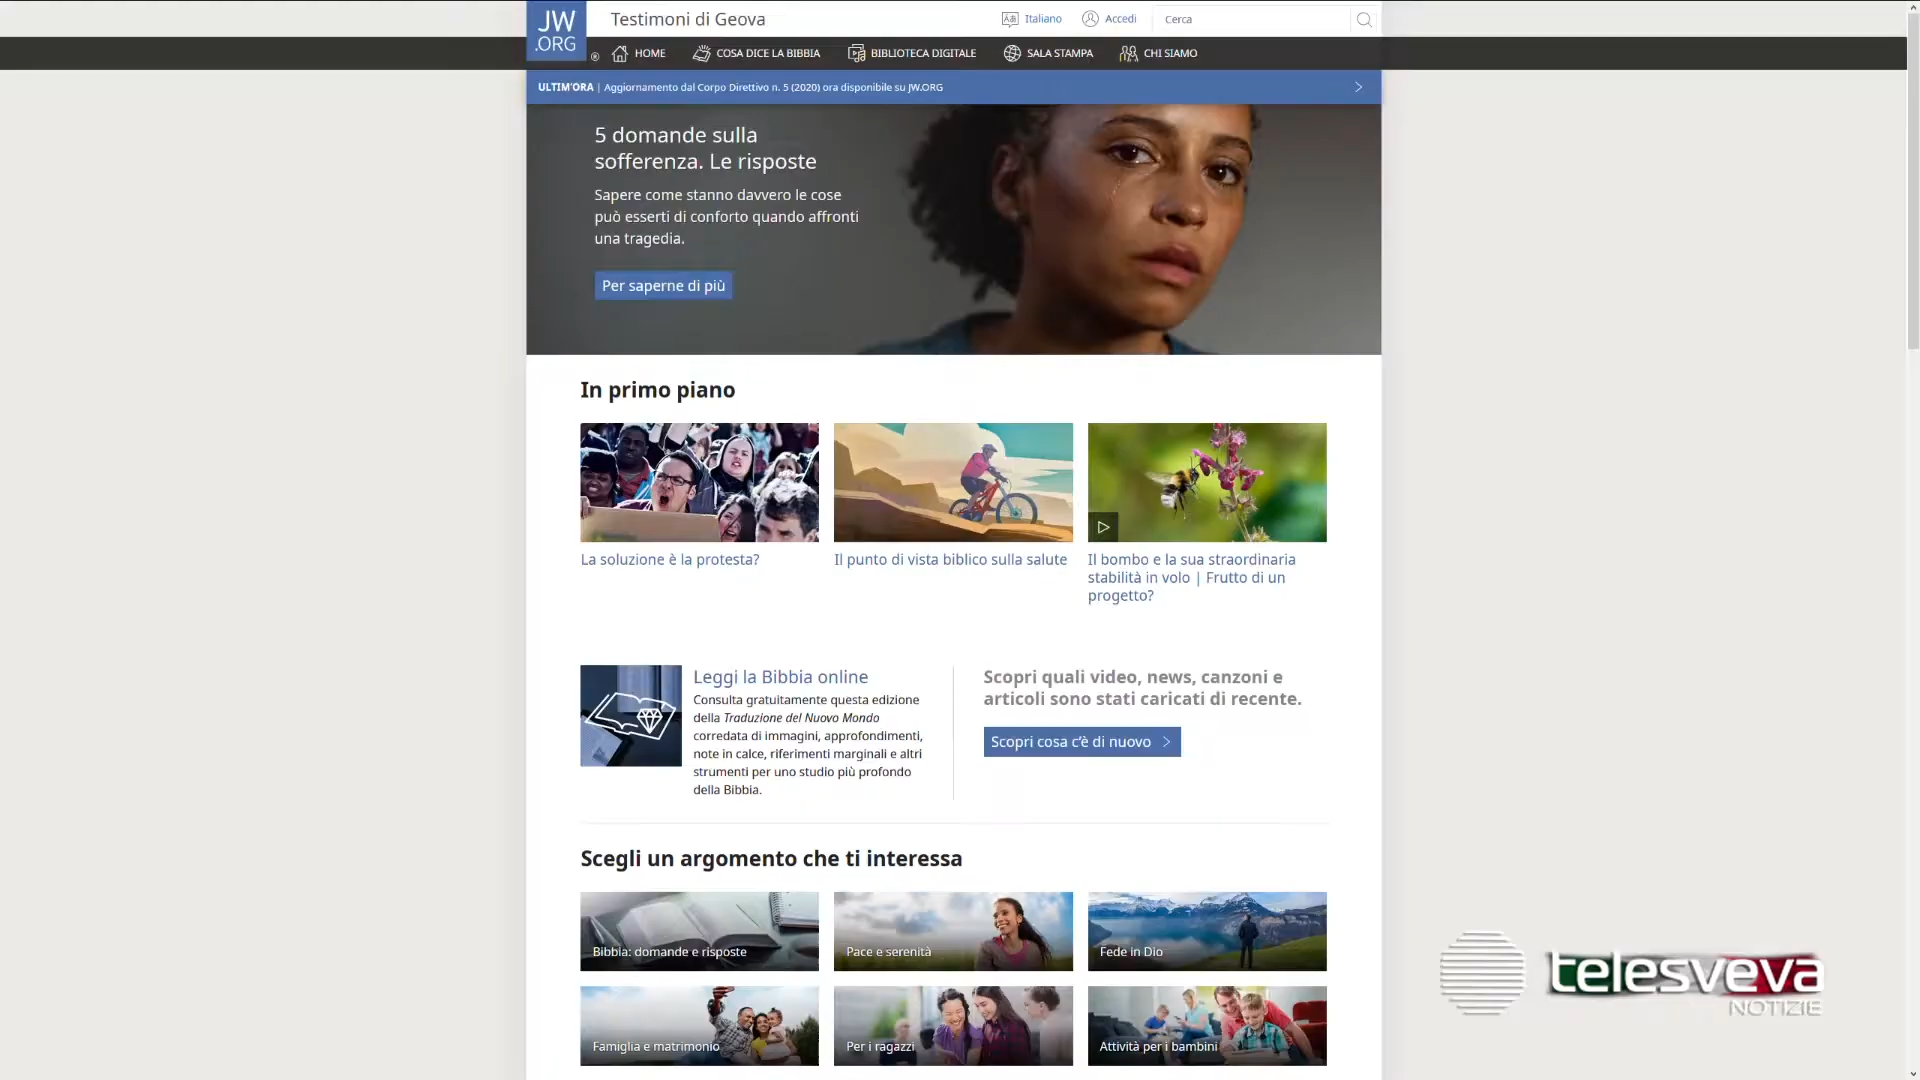 JW
.ORG
®
Testimoni di Geova
Italiano
Accedi
Cerca
HOME
COSA DICE LA BIBBIA
BIBLIOTECA DIGITALE
SALA STAMPA
CHI SIAMO
ULTIM'ORA | Aggiornamento dal Corpo Direttivo n. 5 (2020) ora disponibile su JW.ORG
5 domande sulla
sofferenza. Le risposte
Sapere come stanno davvero le cose
può esserti di conforto quando affronti
una tragedia.
Per saperne di più
In primo piano
La soluzione è la protesta?
Il punto di vista biblico sulla salute
Il bombo e la sua straordinaria
stabilità in volo | Frutto di un
progetto?
Leggi la Bibbia online
Consulta gratuitamente questa edizione
della Traduzione del Nuovo Mondo
corredata di immagini, approfondimenti,
note in calce, riferimenti marginali e altri
strumenti per uno studio più profondo
della Bibbia.
Scopri quali video, news, canzoni e
articoli sono stati caricati di recente.
Scopri cosa c'è di nuovo
Scegli un argomento che ti interessa
Bibbia: domande e risposte
Pace e serenità
Fede in Dio
Famiglia e matrimonio
Per i ragazzi
Attività per i bambini
telesveva
NOTIZIE